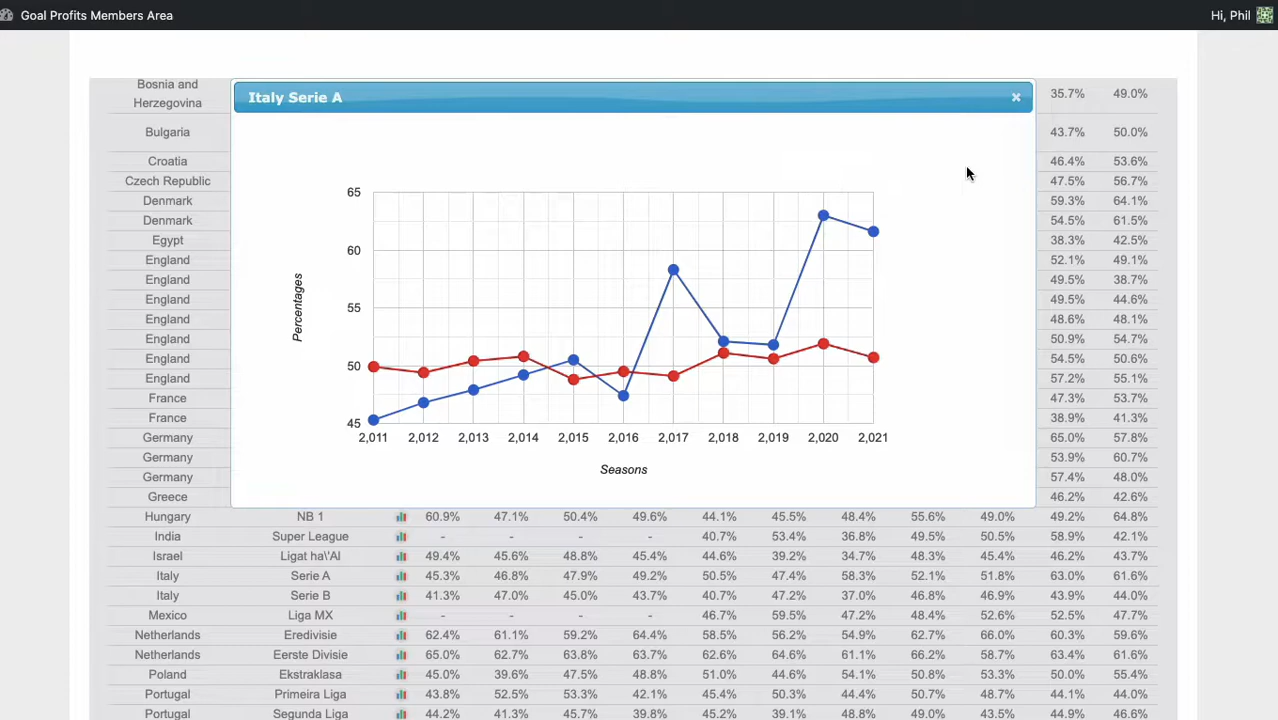 Goal Profits Members Area
Hi, Phil
Bosnia and
Herzegovina 35.7% 49.0%
Italy Serie A
Bulgaria 43.7% 50.0%
Croatia 46.4% 53.6%
Czech Republic 47.5% 56.7%
Denmark 59.3% 64.1%
Denmark 54.5% 61.5%
Egypt 38.3% 42.5%
England 52.1% 49.1%
England 49.5% 38.7%
England 49.5% 44.6%
England 48.6% 48.1%
England 50.9% 54.7%
England 54.5% 50.6%
England 57.2% 55.1%
France 47.3% 53.7%
France 38.9% 41.3%
Germany 65.0% 57.8%
Germany 53.9% 60.7%
Germany 57.4% 48.0%
Greece 46.2% 42.6%
65
60
55
50
45
Percentages
2,011 2,012 2,013 2,014 2,015 2,016 2,017 2,018 2,019 2,020 2,021
Seasons
Hungary NB 1 60.9% 47.1% 50.4% 49.6% 44.1% 45.5% 48.4% 55.6% 49.0% 49.2% 64.8%
India Super League - - - - 40.7% 53.4% 36.8% 49.5% 50.5% 58.9% 42.1%
Israel Ligat ha\'Al 49.4% 45.6% 48.8% 45.4% 44.6% 39.2% 34.7% 48.3% 45.4% 46.2% 43.7%
Italy Serie A 45.3% 46.8% 47.9% 49.2% 50.5% 47.4% 58.3% 52.1% 51.8% 63.0% 61.6%
Italy Serie B 41.3% 47.0% 45.0% 43.7% 40.7% 47.2% 37.0% 46.8% 46.9% 43.9% 44.0%
Mexico Liga MX - - - - 46.7% 59.5% 47.2% 48.4% 52.6% 52.5% 47.7%
Netherlands Eredivisie 62.4% 61.1% 59.2% 64.4% 58.5% 56.2% 54.9% 62.7% 66.0% 60.3% 59.6%
Netherlands Eerste Divisie 65.0% 62.7% 63.8% 63.7% 62.6% 64.6% 61.1% 66.2% 58.7% 63.4% 61.6%
Poland Ekstraklasa 45.0% 39.6% 47.5% 48.8% 51.0% 44.6% 54.1% 50.8% 53.3% 50.0% 55.4%
Portugal Primeira Liga 43.8% 52.5% 53.3% 42.1% 45.4% 50.3% 44.4% 50.7% 48.7% 44.1% 44.0%
Portugal Segunda Liga 44.2% 41.3% 45.7% 39.8% 45.2% 39.1% 48.8% 49.0% 43.5% 44.9% 46.6%